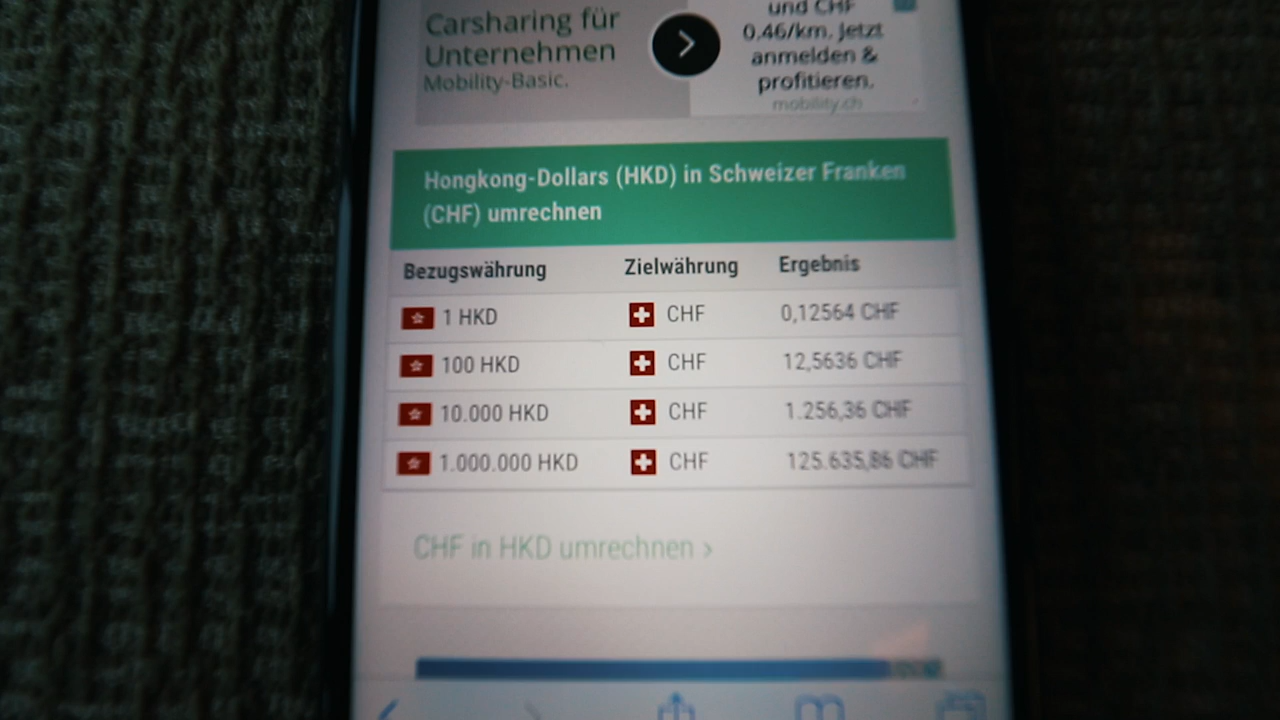 Carsharing für
Unternehmen
Mobility-Basic.
und CHF
0.46/km. Jetzt
anmelden &
profitieren.
mobility.ch
Hongkong-Dollars (HKD) in Schweizer Franken
(CHF) umrechnen
Bezugswährung Zielwährung Ergebnis
1 HKD CHF 0,12564 CHF
100 HKD CHF 12,5636 CHF
10.000 HKD CHF 1.256,36 CHF
1.000.000 HKD CHF 125.635,86 CHF
CHF in HKD umrechnen ›